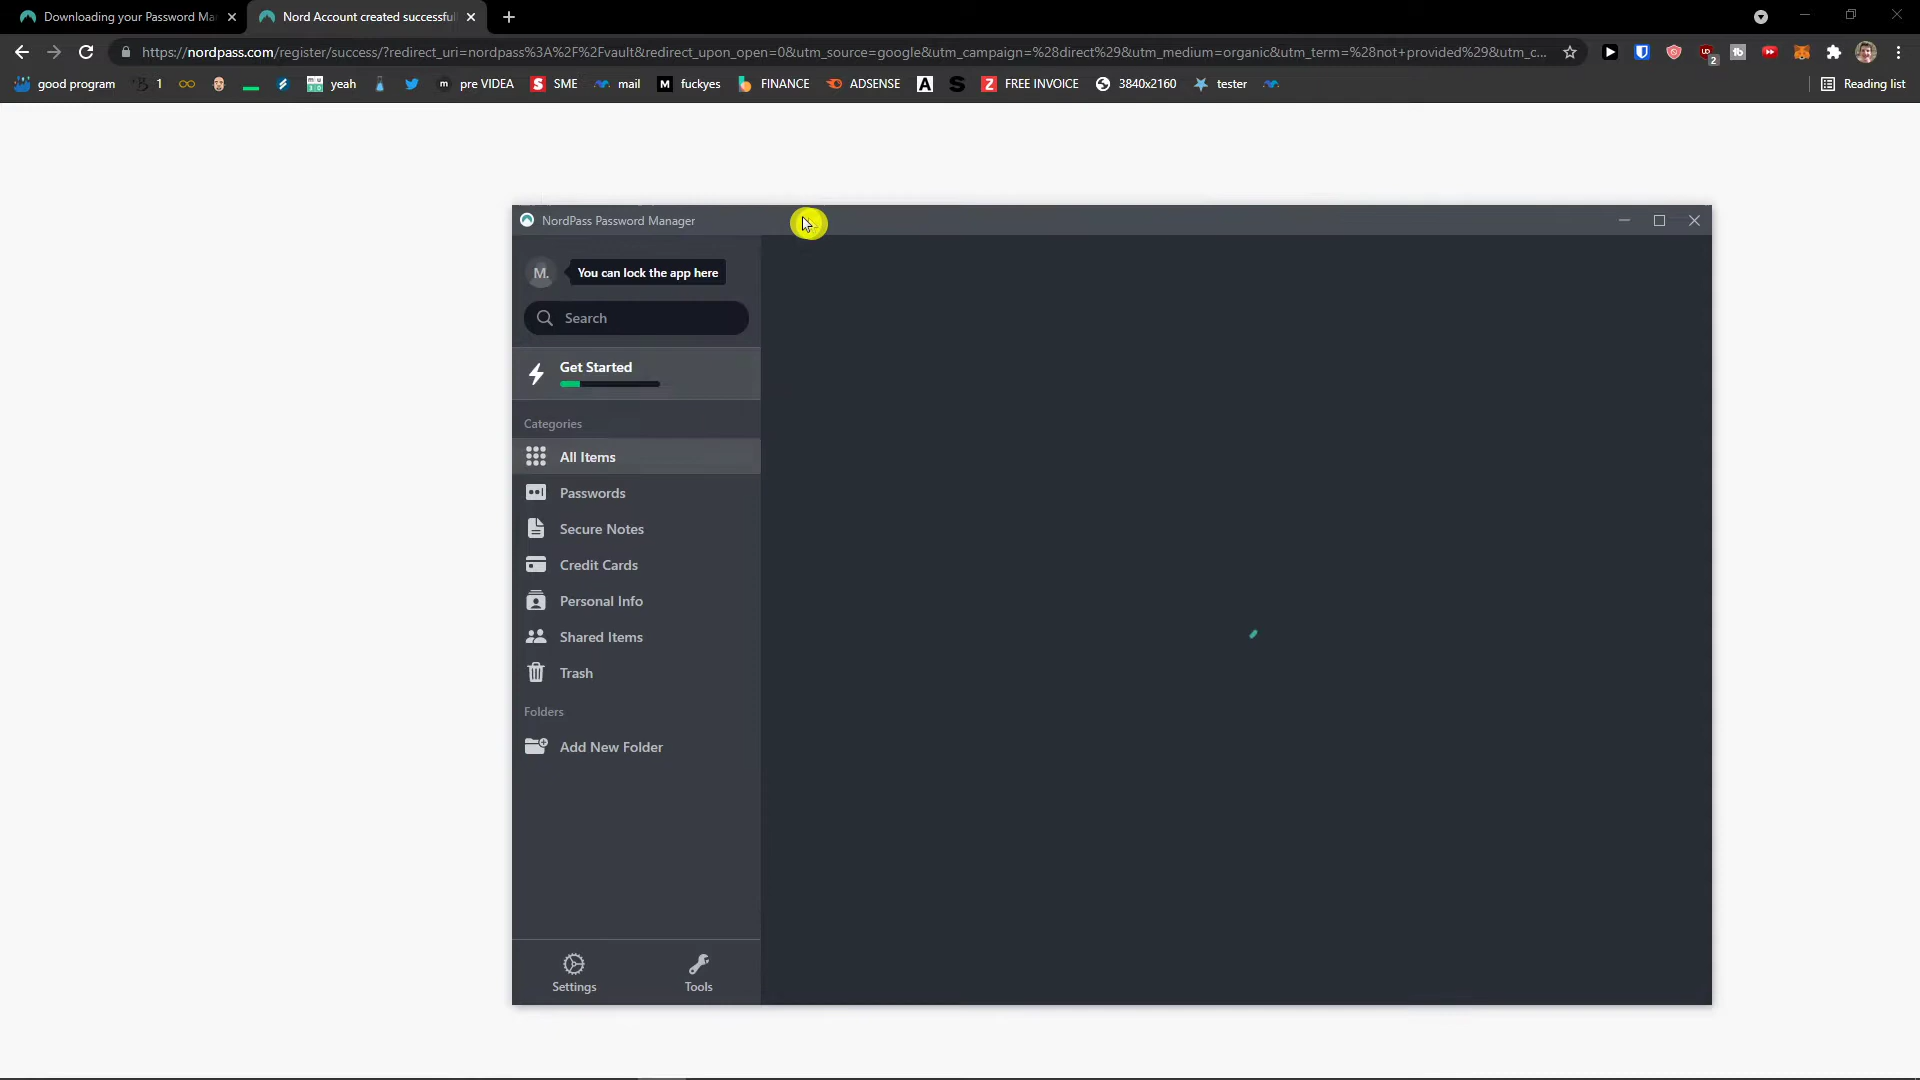 Downloading your Password Ma
Nord Account created successful
https://nordpass.com/register/success/?redirect_uri=nordpass%3A%2F%2Fvault&redirect_upon_open=0&utm_source=google&utm_campaign=%28direct%29&utm_medium=organic&utm_term=%28not+provided%29&utm_c...
2
good program
1
yeah
pre VIDEA
SME
mail
fuckyes
FINANCE
ADSENSE
FREE INVOICE
3840x2160
tester
Reading list
NordPass Password Manager
M.
You can lock the app here
Search
Get Started
Categories
All Items
Passwords
Secure Notes
Credit Cards
Personal Info
Shared Items
Trash
Folders
Add New Folder
Settings
Tools